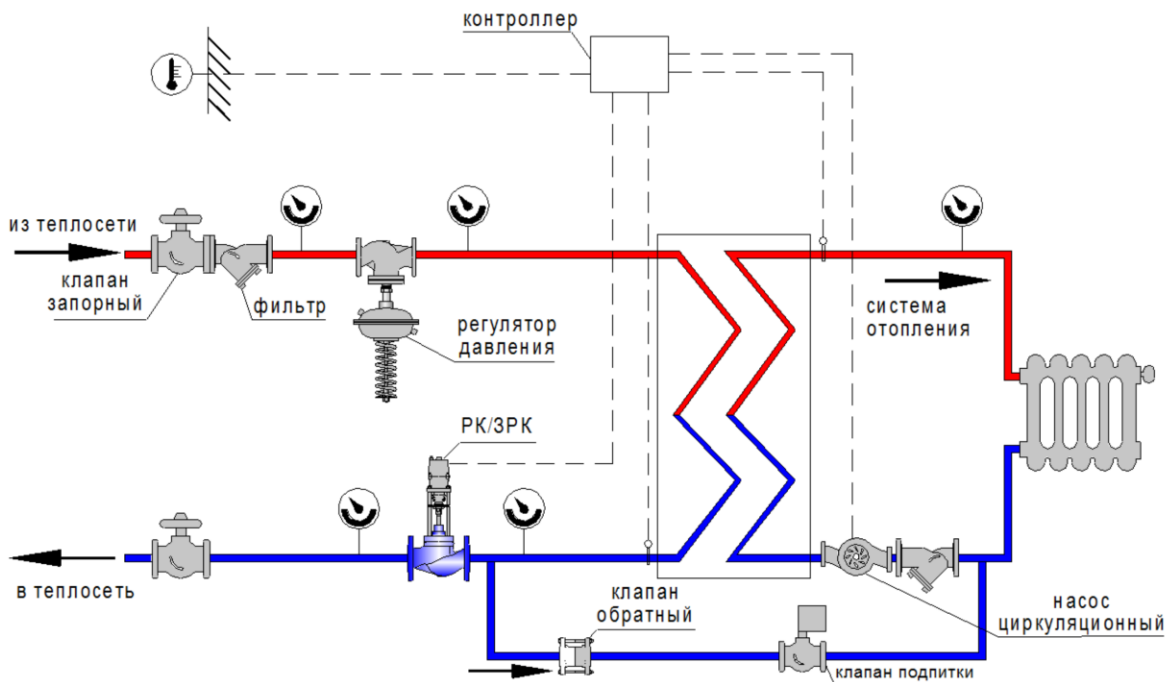 контроллер
из теплосети
клапан
запорный
фильтр
регулятор
давления
система
отопления
РК/ЗРК
в теплосеть
клапан
обратный
насос
циркуляционный
клапан подпитки